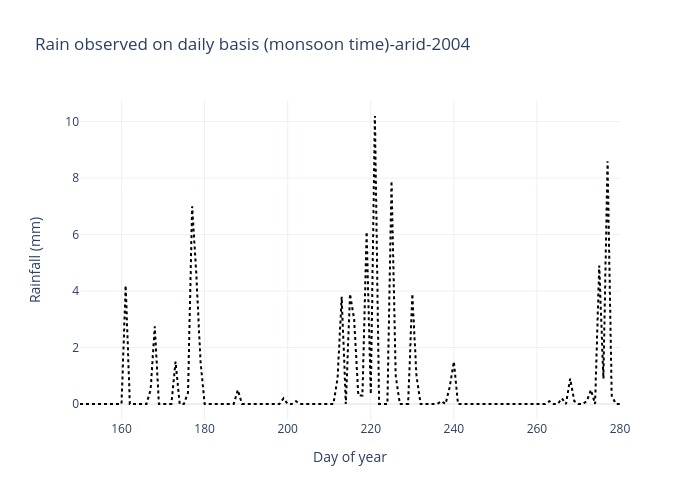 Rain observed on daily basis (monsoon time)-arid-2004
10
8
6
4
2
0
Rainfall (mm)
160 180 200 220 240 260 280
Day of year